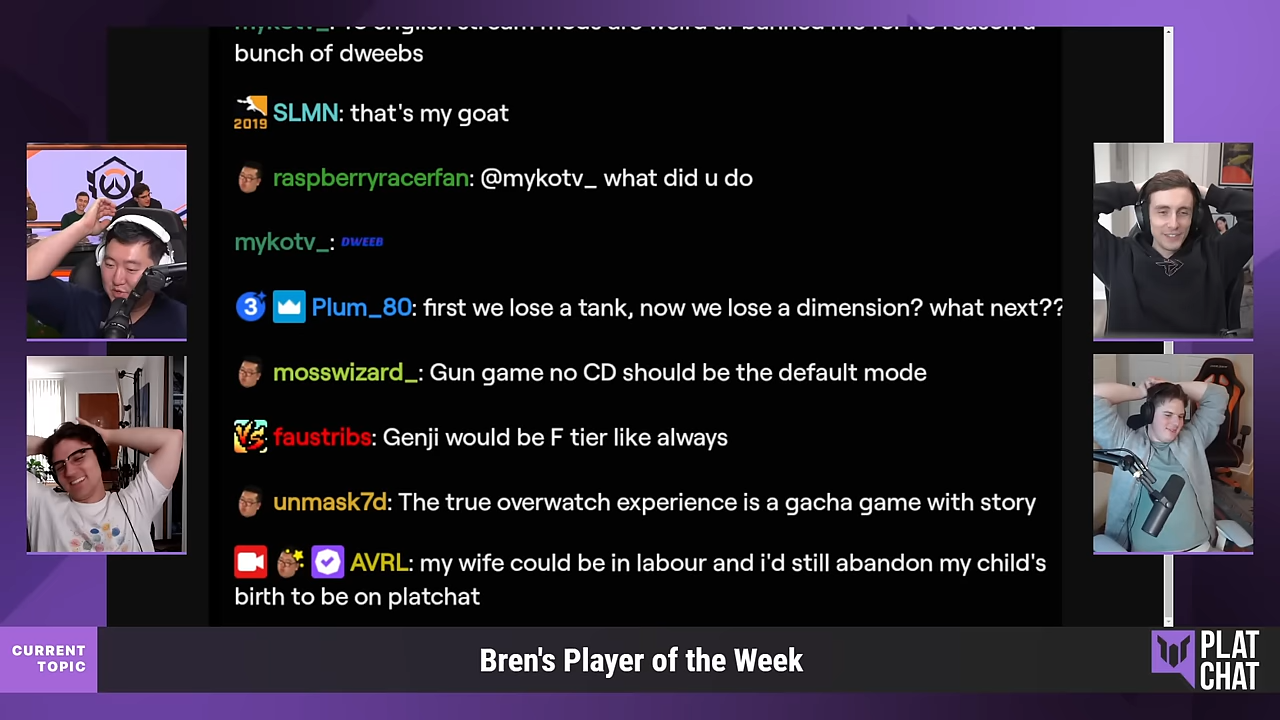 bunch of dweebs
2019 SLMN: that's my goat
raspberryracerfan: @mykotv_ what did u do
mykotv_: DWEEB
3 Plum_80: first we lose a tank, now we lose a dimension? what next??
mosswizard_: Gun game no CD should be the default mode
faustribs: Genji would be F tier like always
unmask7d: The true overwatch experience is a gacha game with story
AVRL: my wife could be in labour and i'd still abandon my child's
birth to be on platchat
CURRENT
TOPIC
Bren's Player of the Week
PLAT
CHAT